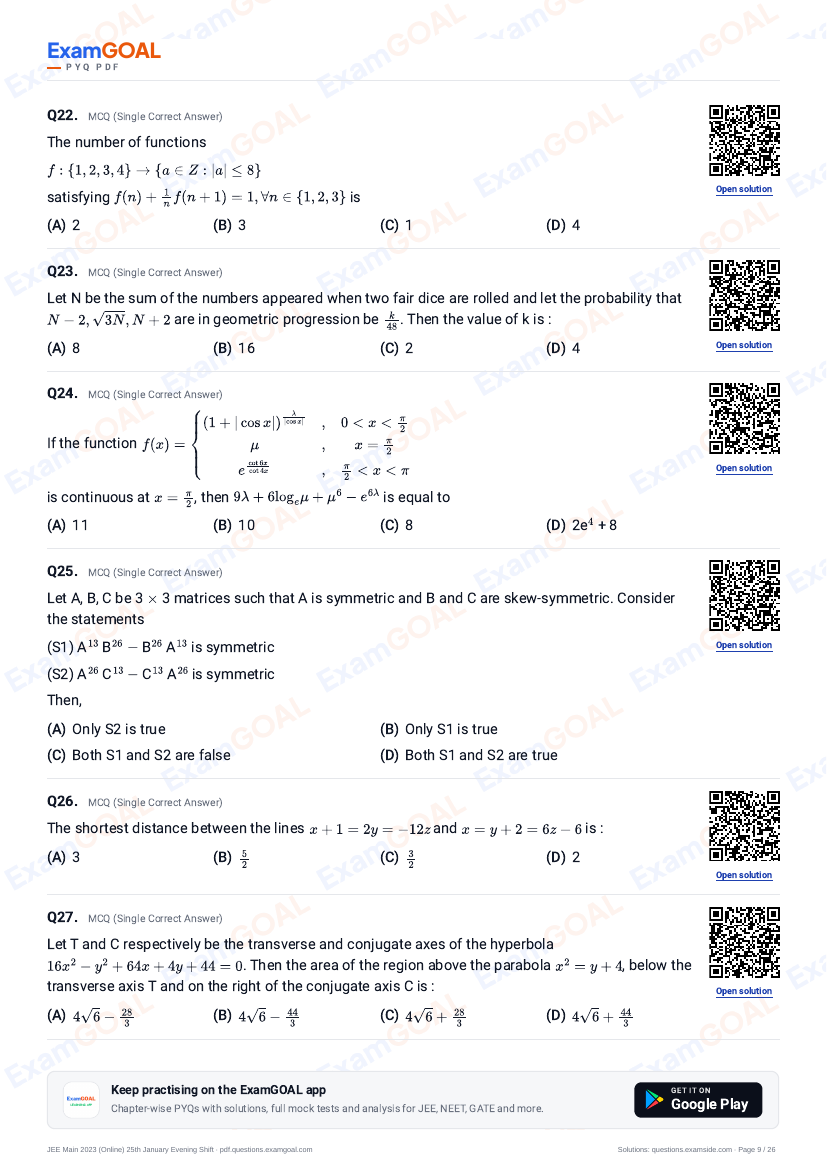 ExamGOAL
PYQ PDF
Q22. MCQ (Single Correct Answer)
The number of functions
f : {1, 2, 3, 4} → {a ∈ Z : |a| ≤ 8}
satisfying f(n) + 1/n f(n + 1) = 1, ∀n ∈ {1, 2, 3} is
(A) 2 (B) 3 (C) 1 (D) 4
Open solution
Q23. MCQ (Single Correct Answer)
Let N be the sum of the numbers appeared when two fair dice are rolled and let the probability that
N − 2, √(3N), N + 2 are in geometric progression be k/48. Then the value of k is :
(A) 8 (B) 16 (C) 2 (D) 4
Open solution
Q24. MCQ (Single Correct Answer)
If the function f(x) = { (1 + | cos x|)^(λ/|cos x|) , 0 < x < π/2
μ , x = π/2
e^(cot 6x/cot 4x) , π/2 < x < π
is continuous at x = π/2, then 9λ + 6logₑμ + μ⁶ − e^(6λ) is equal to
(A) 11 (B) 10 (C) 8 (D) 2e⁴ + 8
Open solution
Q25. MCQ (Single Correct Answer)
Let A, B, C be 3 × 3 matrices such that A is symmetric and B and C are skew-symmetric. Consider
the statements
(S1) A¹³ B²⁶ − B²⁶ A¹³ is symmetric
(S2) A²⁶ C¹³ − C¹³ A²⁶ is symmetric
Then,
(A) Only S2 is true (B) Only S1 is true
(C) Both S1 and S2 are false (D) Both S1 and S2 are true
Open solution
Q26. MCQ (Single Correct Answer)
The shortest distance between the lines x + 1 = 2y = −12z and x = y + 2 = 6z − 6 is :
(A) 3 (B) 5/2 (C) 3/2 (D) 2
Open solution
Q27. MCQ (Single Correct Answer)
Let T and C respectively be the transverse and conjugate axes of the hyperbola
16x² − y² + 64x + 4y + 44 = 0. Then the area of the region above the parabola x² = y + 4, below the
transverse axis T and on the right of the conjugate axis C is :
(A) 4√6 − 28/3 (B) 4√6 − 44/3 (C) 4√6 + 28/3 (D) 4√6 + 44/3
Open solution
Keep practising on the ExamGOAL app
Chapter-wise PYQs with solutions, full mock tests and analysis for JEE, NEET, GATE and more.
GET IT ON
Google Play
JEE Main 2023 (Online) 25th January Evening Shift · pdf.questions.examgoal.com
Solutions: questions.examside.com · Page 9 / 26